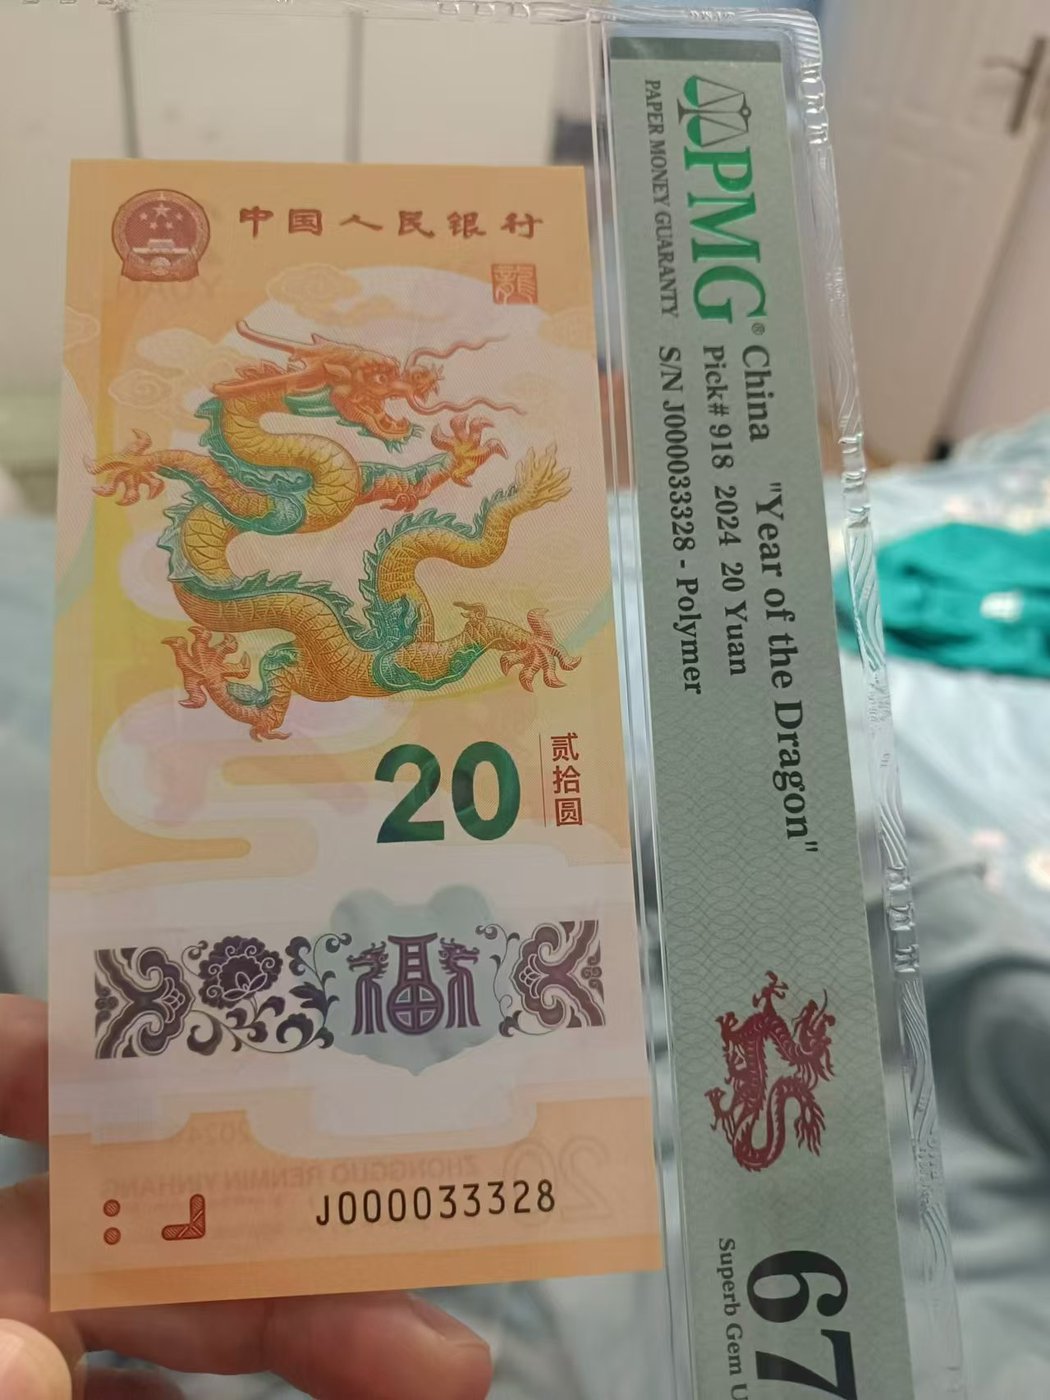 中国人民银行
龍
20
贰拾圆
福
J000033328
PMG®
PAPER MONEY GUARANTY
China "Year of the Dragon"
Pick# 918 2024 20 Yuan
S/N J000033328 - Polymer
67
Superb Gem U